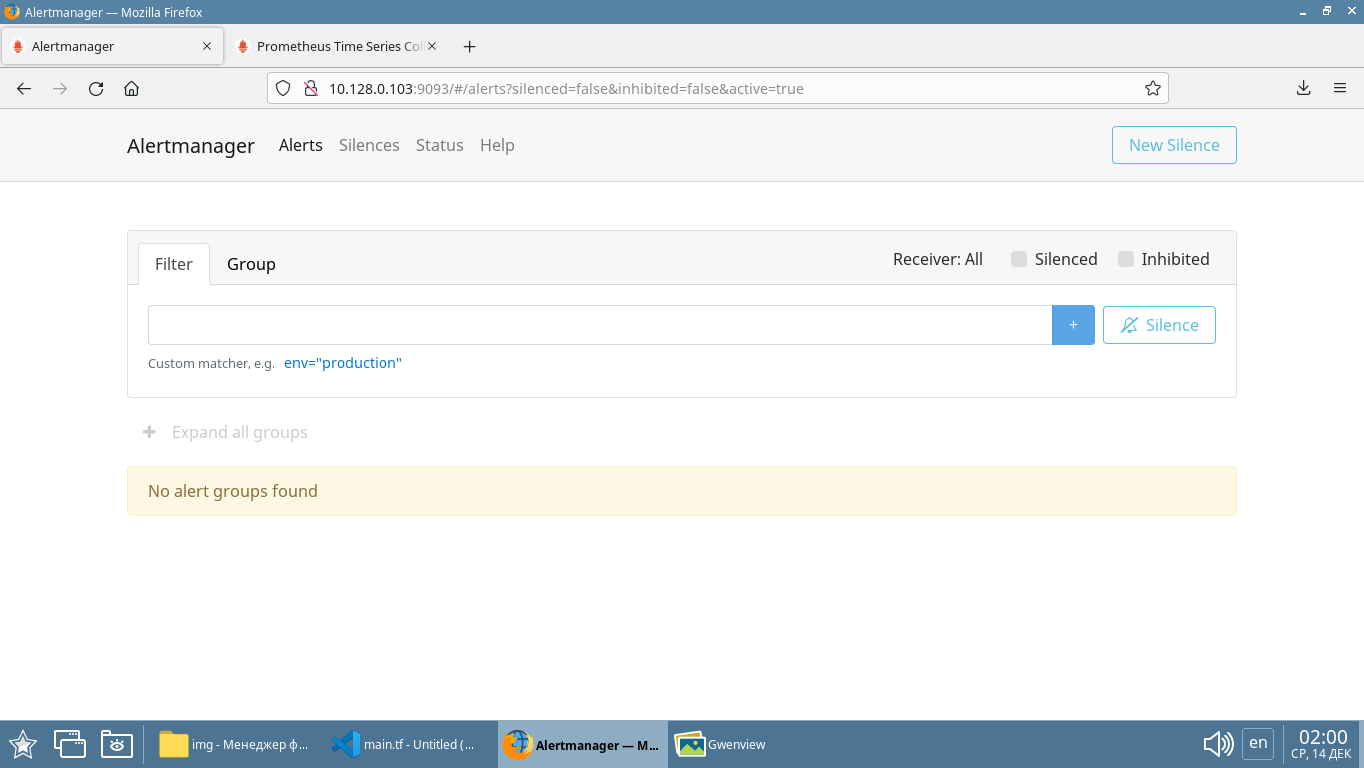 Alertmanager — Mozilla Firefox
Alertmanager
Prometheus Time Series Col
10.128.0.103:9093/#/alerts?silenced=false&inhibited=false&active=true
Alertmanager Alerts Silences Status Help New Silence
Filter Group Receiver: All Silenced Inhibited
+ Silence
Custom matcher, e.g. env="production"
+ Expand all groups
No alert groups found
img - Менеджер ф... main.tf - Untitled (... Alertmanager — M... Gwenview en 02:00
СР, 14 ДЕК